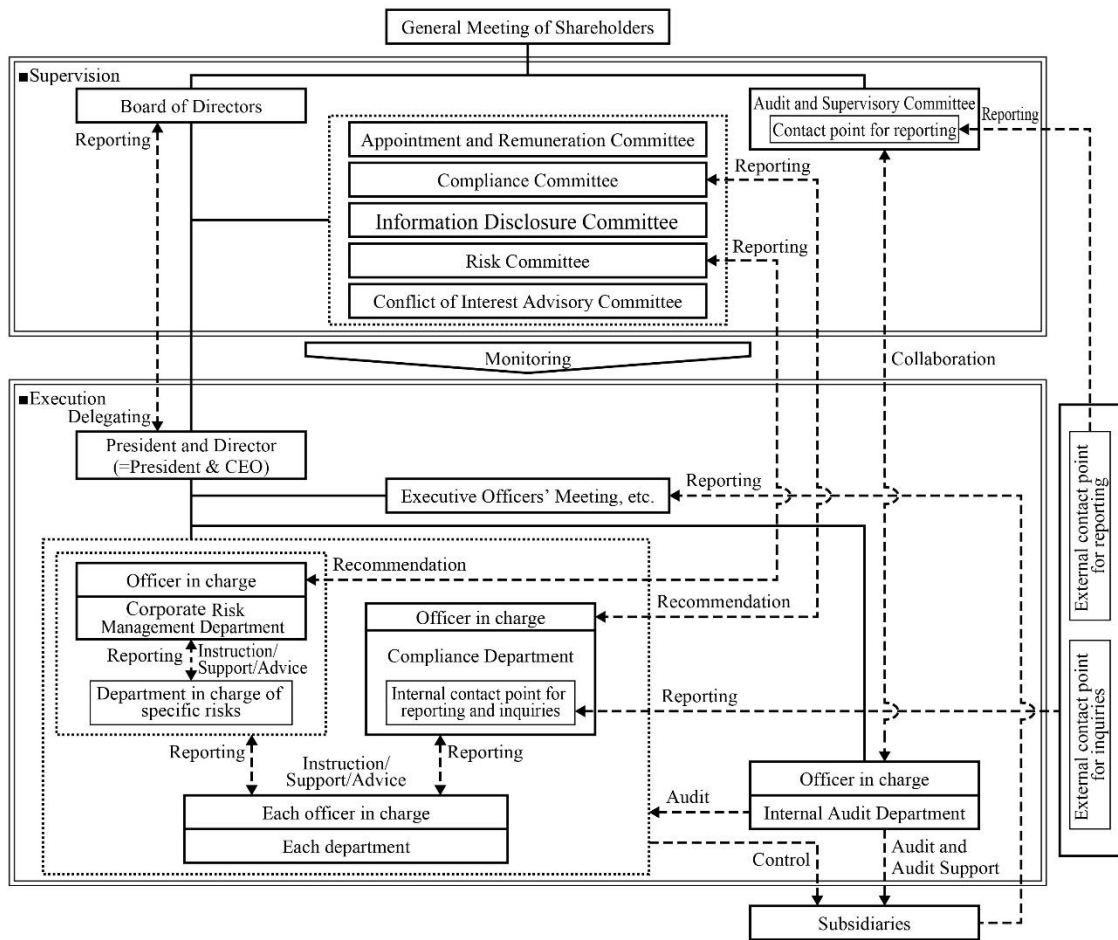 General Meeting of Shareholders
■Supervision
Board of Directors
Reporting
Audit and Supervisory Committee
Contact point for reporting
Reporting
Appointment and Remuneration Committee
Reporting
Compliance Committee
Information Disclosure Committee
Reporting
Risk Committee
Conflict of Interest Advisory Committee
Monitoring
Collaboration
■Execution
Delegating
President and Director
(=President & CEO)
Executive Officers’ Meeting, etc.
Reporting
External contact point
for reporting
Officer in charge
Corporate Risk
Management Department
Recommendation
Reporting
Instruction/
Support/Advice
Department in charge of
specific risks
Officer in charge
Recommendation
Compliance Department
Internal contact point for
reporting and inquiries
Reporting
External contact point
for inquiries
Reporting
Instruction/
Support/Advice
Reporting
Each officer in charge
Each department
Audit
Officer in charge
Internal Audit Department
Control
Audit and
Audit Support
Subsidiaries